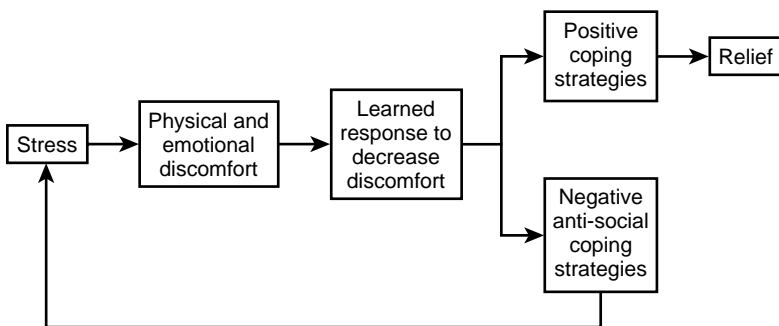 Stress
Physical and
emotional
discomfort
Learned
response to
decrease
discomfort
Positive
coping
strategies
Relief
Negative
anti-social
coping
strategies